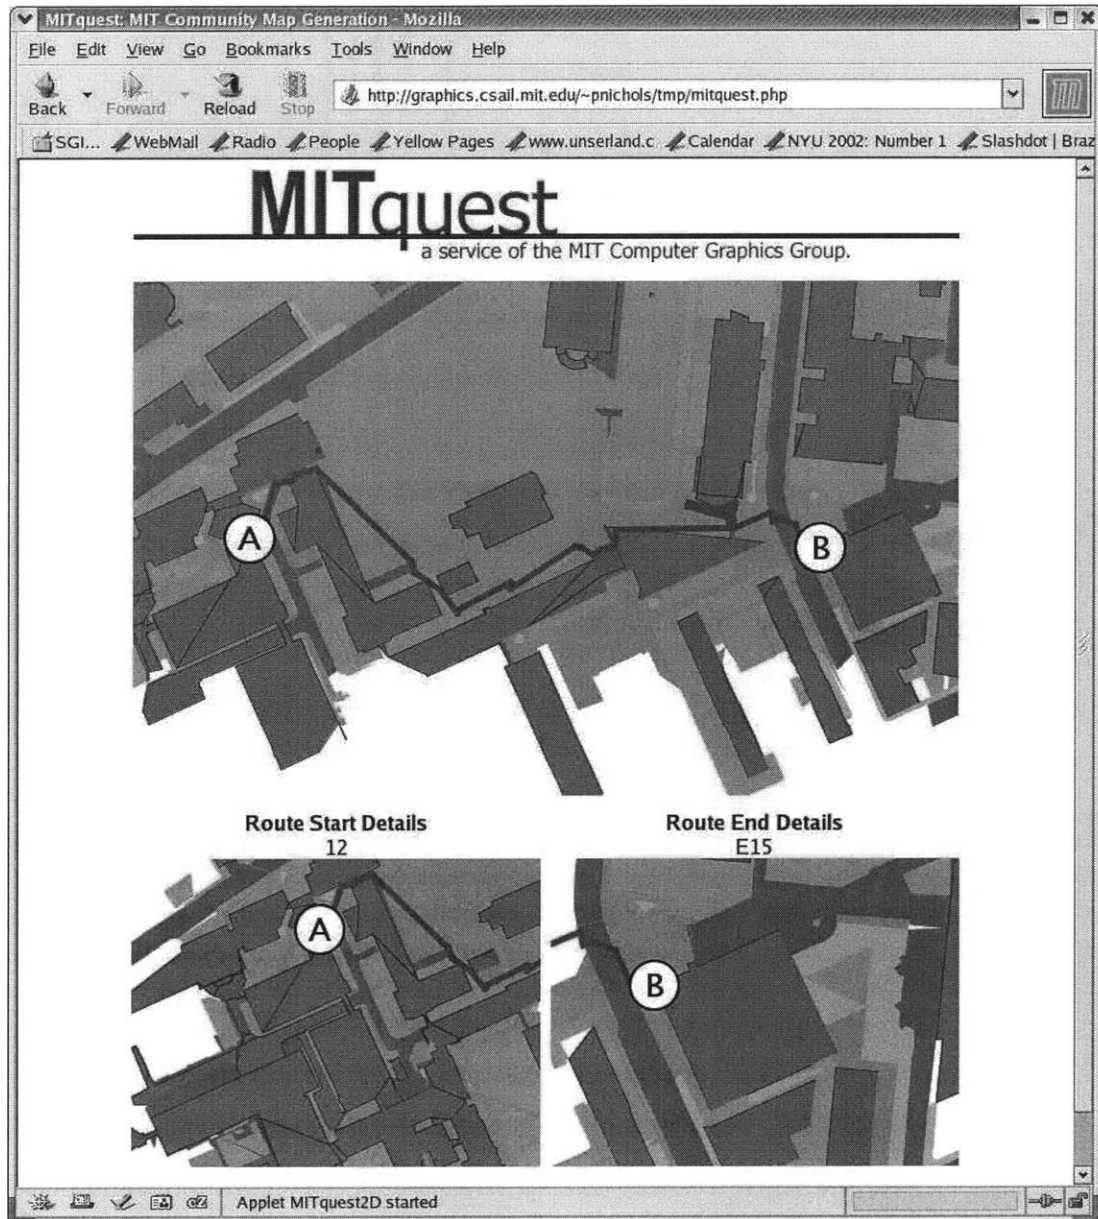 MITquest: MIT Community Map Generation - Mozilla
File Edit View Go Bookmarks Tools Window Help
Back Forward Reload Stop http://graphics.csail.mit.edu/~pnichols/tmp/mitquest.php
SGI... WebMail Radio People Yellow Pages www.unserland.c Calendar NYU 2002: Number 1 Slashdot | Braz
MITquest
a service of the MIT Computer Graphics Group.
A
B
Route Start Details
12
Route End Details
E15
A
B
Applet MITquest2D started